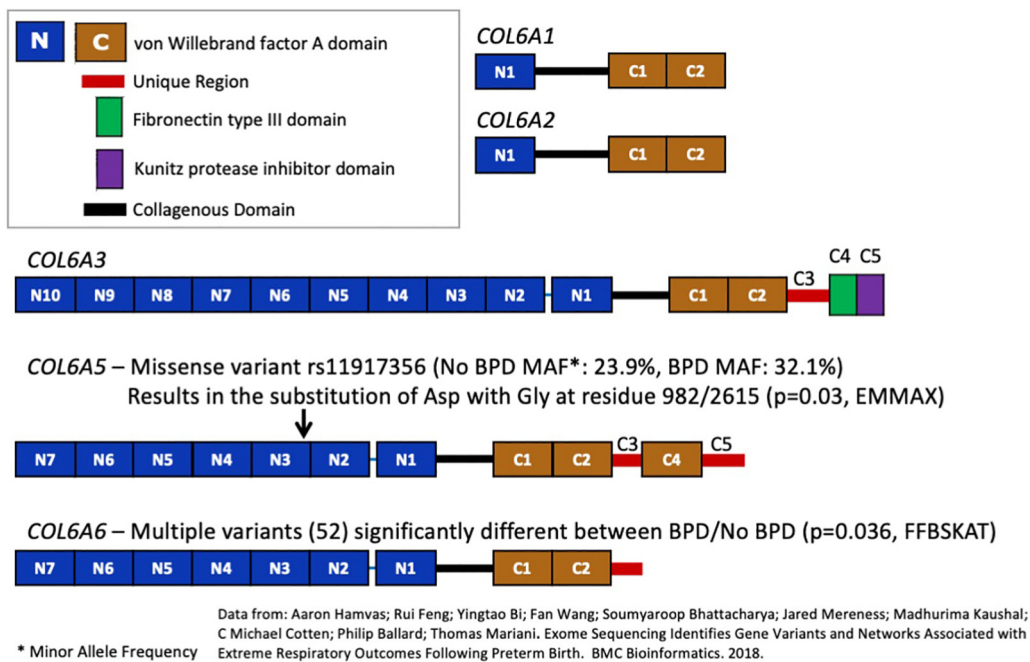 N C von Willebrand factor A domain
Unique Region
Fibronectin type III domain
Kunitz protease inhibitor domain
Collagenous Domain
COL6A1
N1 C1 C2
COL6A2
N1 C1 C2
COL6A3
C3 C4 C5
N10 N9 N8 N7 N6 N5 N4 N3 N2 N1 C1 C2
COL6A5 – Missense variant rs11917356 (No BPD MAF*: 23.9%, BPD MAF: 32.1%)
Results in the substitution of Asp with Gly at residue 982/2615 (p=0.03, EMMAX)
N7 N6 N5 N4 N3 N2 N1 C1 C2 C3 C4 C5
COL6A6 – Multiple variants (52) significantly different between BPD/No BPD (p=0.036, FFBSKAT)
N7 N6 N5 N4 N3 N2 N1 C1 C2
Data from: Aaron Hamvas; Rui Feng; Yingtao Bi; Fan Wang; Soumyaroop Bhattacharya; Jared Mereness; Madhurima Kaushal;
C Michael Cotten; Philip Ballard; Thomas Mariani. Exome Sequencing Identifies Gene Variants and Networks Associated with
Extreme Respiratory Outcomes Following Preterm Birth. BMC Bioinformatics. 2018.
* Minor Allele Frequency